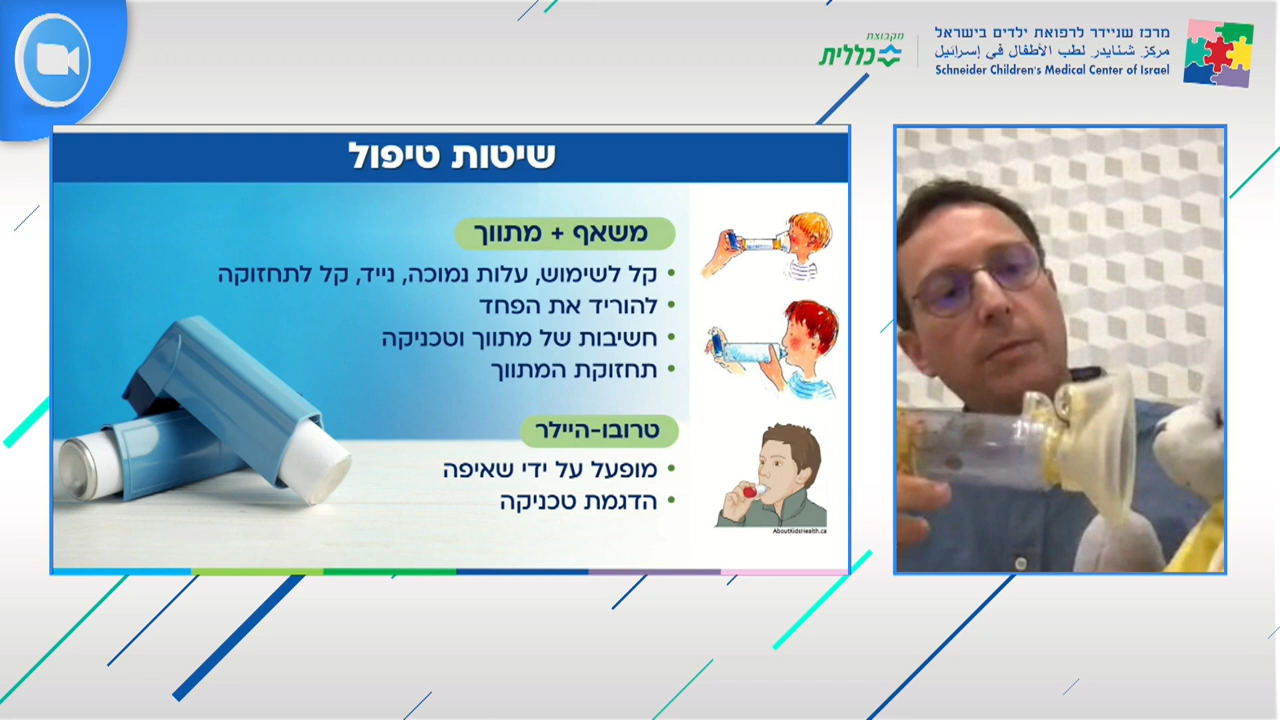 מקבוצת
כללית
מרכז שניידר לרפואת ילדים בישראל
مركز شنايدر لطب الأطفال في إسرائيل
Schneider Children's Medical Center of Israel
שיטות טיפול
משאף + מתווך
• קל לשימוש, עלות נמוכה, נייד, קל לתחזוקה
• להוריד את הפחד
• חשיבות של מתווך וטכניקה
• תחזוקת המתווך
טרובו-היילר
• מופעל על ידי שאיפה
• הדגמת טכניקה
AboutKidsHealth.ca